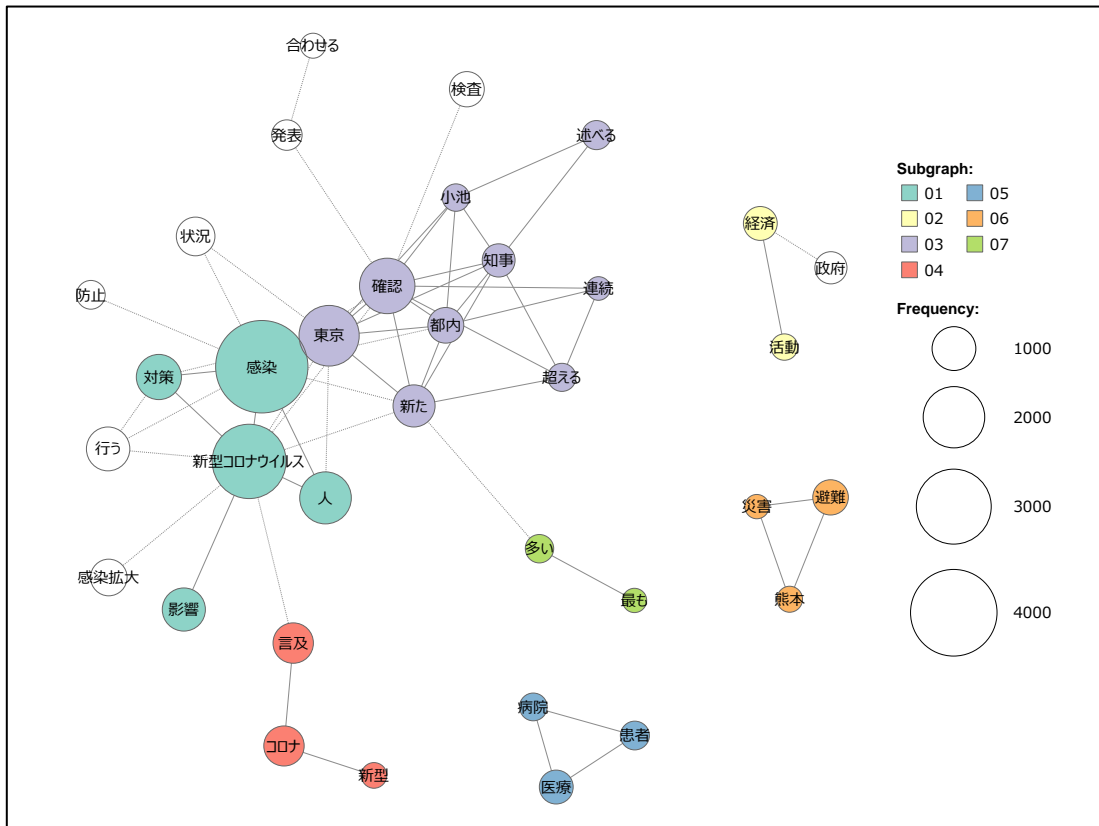 合わせる
検査
発表
述べる
小池
状況
知事
確認
連続
防止
東京
都内
感染
対策
超える
新た
行う
新型コロナウイルス
人
感染拡大
影響
多い
最も
言及
コロナ
新型
病院
患者
医療
経済
政府
活動
災害
避難
熊本
Subgraph:
01
05
02
06
03
07
04
Frequency:
1000
2000
3000
4000